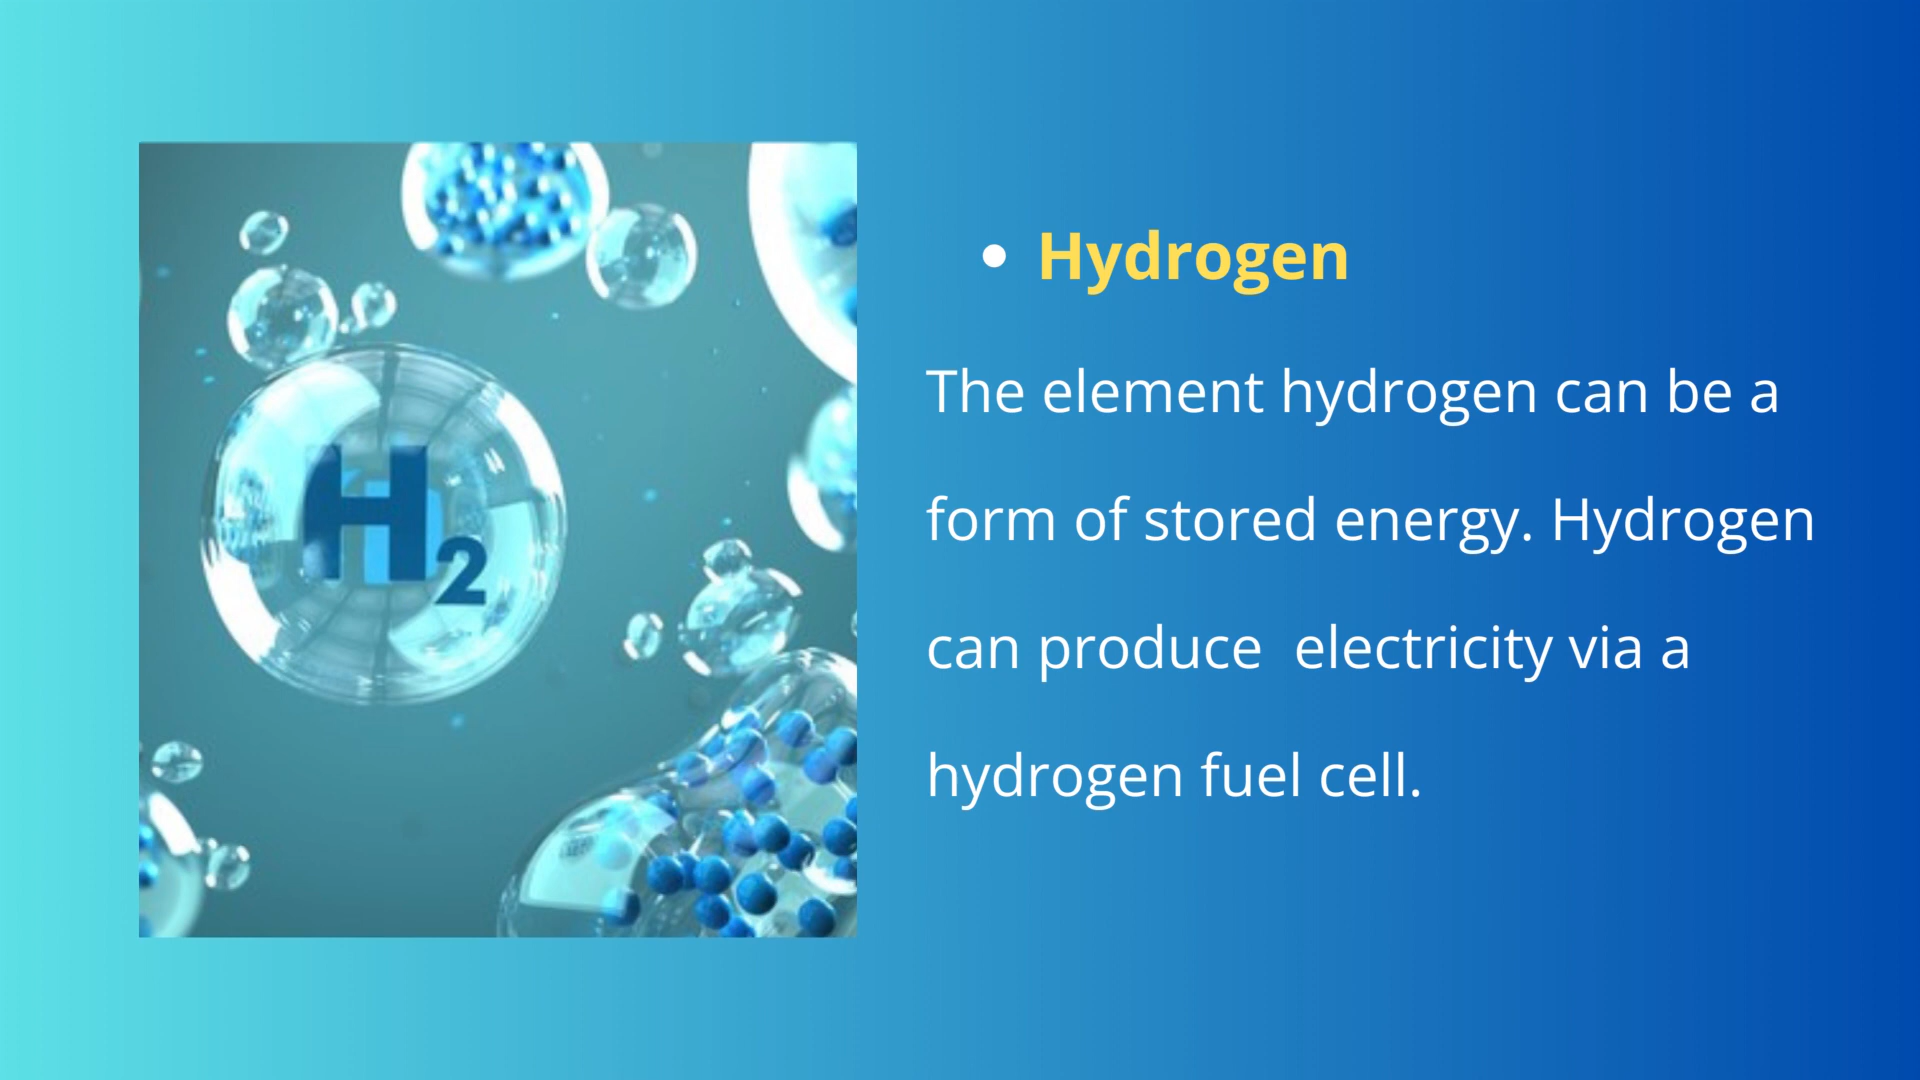 H2
• Hydrogen
The element hydrogen can be a
form of stored energy. Hydrogen
can produce  electricity via a
hydrogen fuel cell.